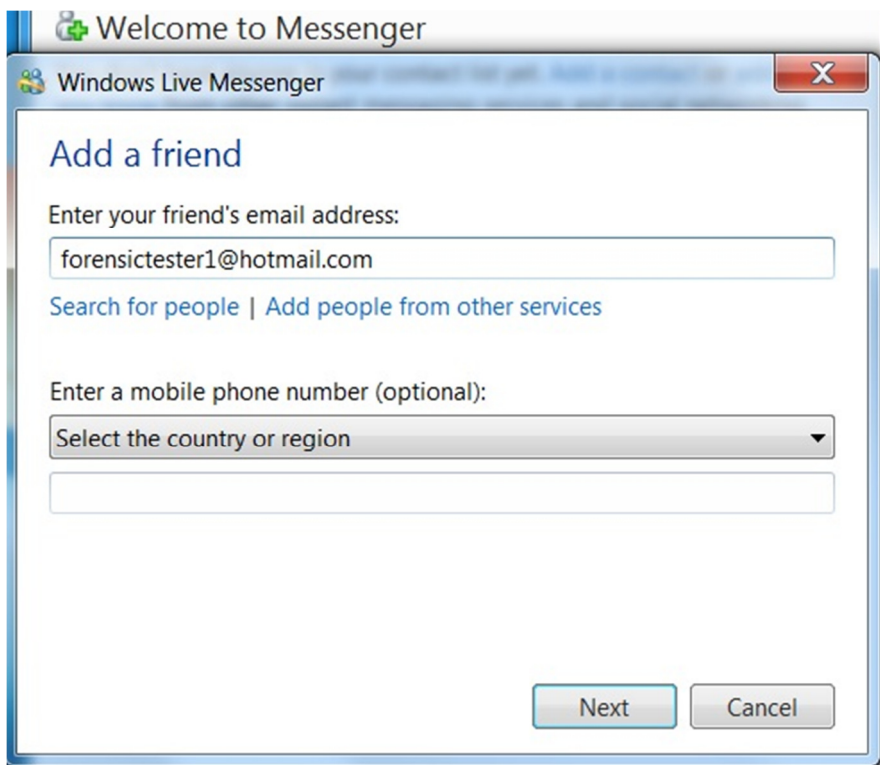 Welcome to Messenger
Windows Live Messenger
X
Add a friend
Enter your friend's email address:
forensictester1@hotmail.com
Search for people | Add people from other services
Enter a mobile phone number (optional):
Select the country or region
Next Cancel